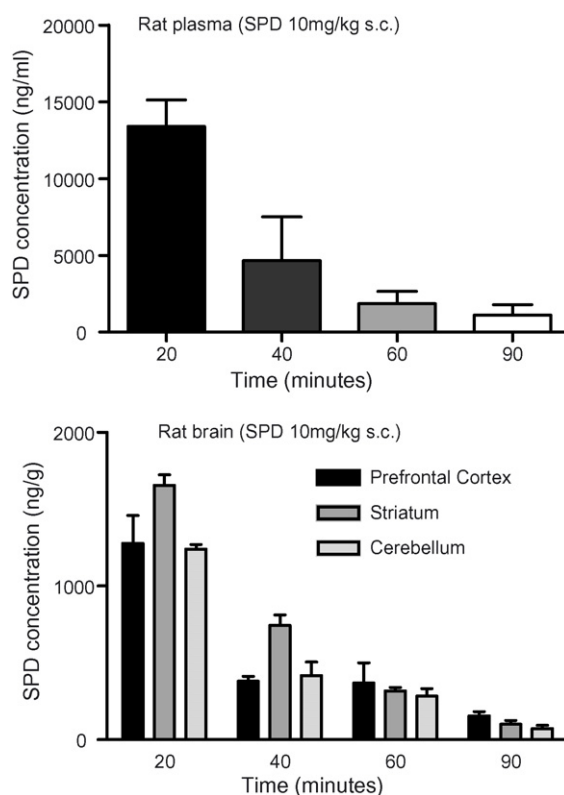 Rat plasma (SPD 10mg/kg s.c.)
SPD concentration (ng/ml)
20000
15000
10000
5000
0
20 40 60 90
Time (minutes)
Rat brain (SPD 10mg/kg s.c.)
SPD concentration (ng/g)
2000
1000
0
Prefrontal Cortex
Striatum
Cerebellum
20 40 60 90
Time (minutes)